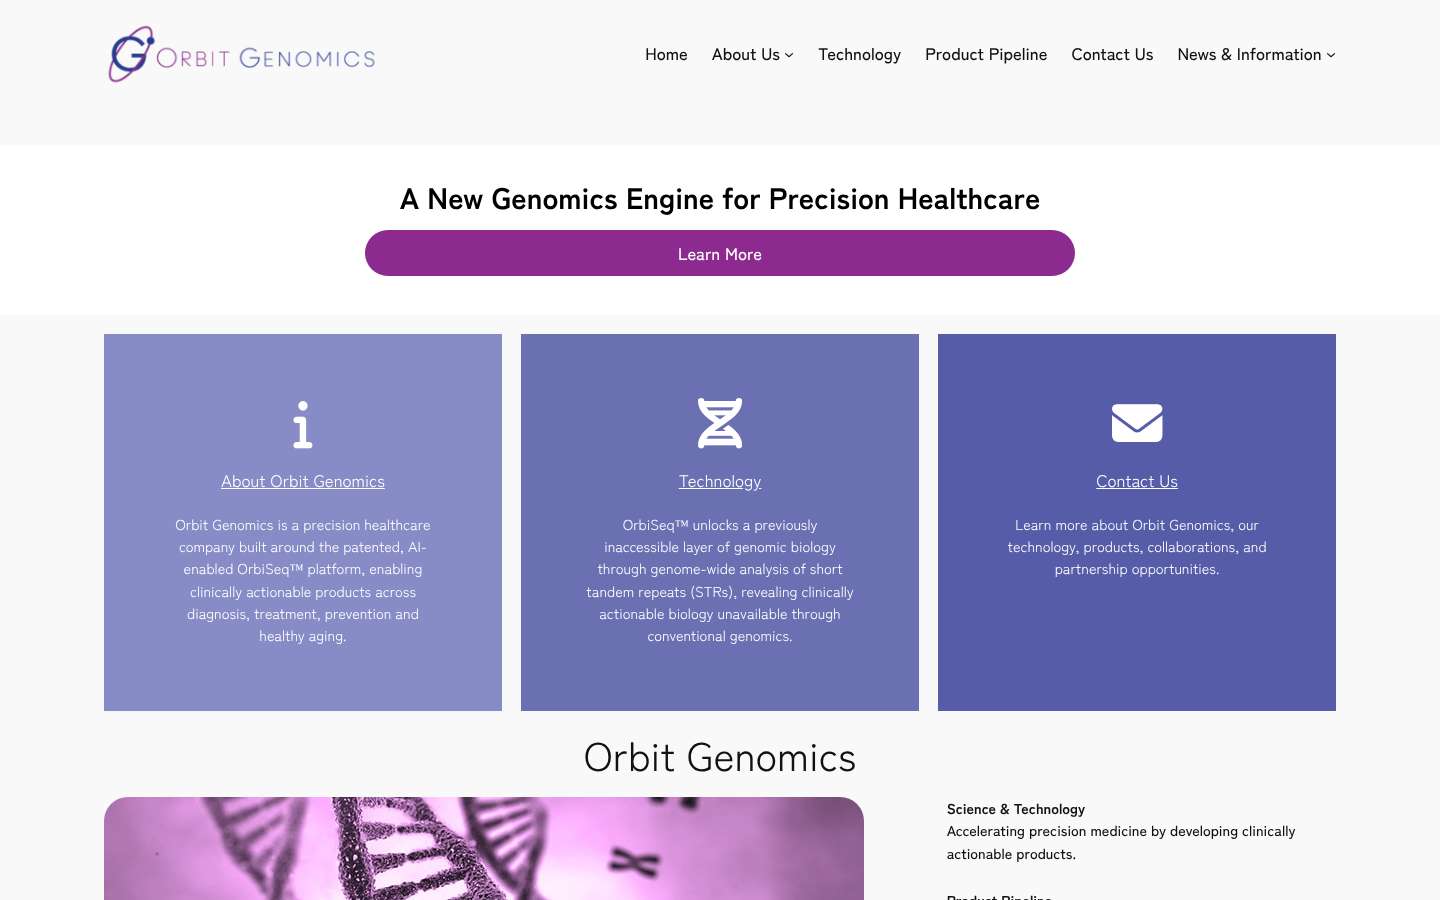 ORBIT GENOMICS
Home About Us Technology Product Pipeline Contact Us News & Information
A New Genomics Engine for Precision Healthcare
Learn More
About Orbit Genomics
Orbit Genomics is a precision healthcare
company built around the patented, AI-
enabled OrbiSeq™ platform, enabling
clinically actionable products across
diagnosis, treatment, prevention and
healthy aging.
Technology
OrbiSeq™ unlocks a previously
inaccessible layer of genomic biology
through genome-wide analysis of short
tandem repeats (STRs), revealing clinically
actionable biology unavailable through
conventional genomics.
Contact Us
Learn more about Orbit Genomics, our
technology, products, collaborations, and
partnership opportunities.
Orbit Genomics
Science & Technology
Accelerating precision medicine by developing clinically
actionable products.
Product Pipeline